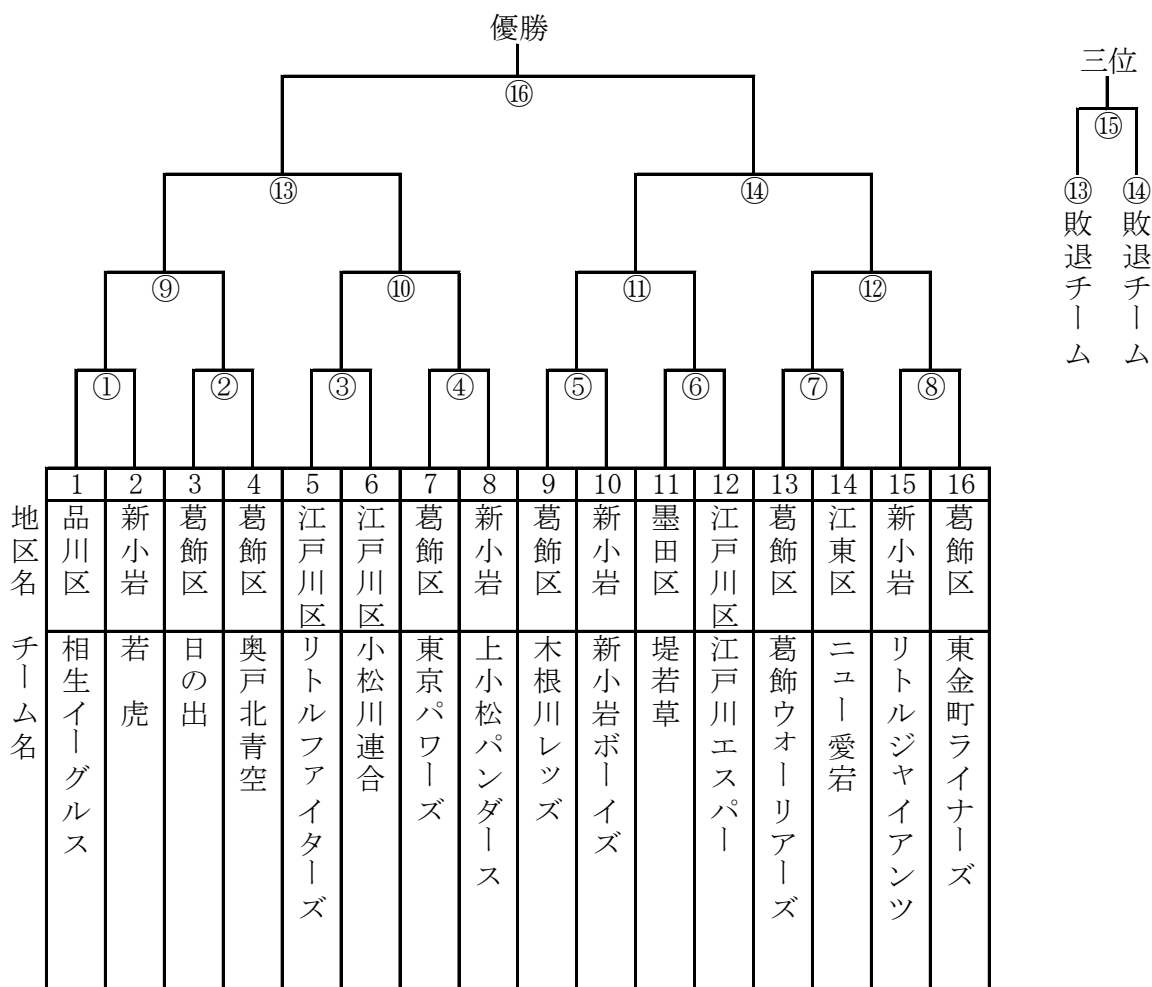 優勝
三位
⑯
⑮
⑬
⑭
⑬敗退チーム
⑭敗退チーム
⑨
⑩
⑪
⑫
①
②
③
④
⑤
⑥
⑦
⑧
1 2 3 4 5 6 7 8 9 10 11 12 13 14 15 16
地区名
品川区
新小岩
葛飾区
葛飾区
江戸川区
江戸川区
葛飾区
新小岩
葛飾区
新小岩
墨田区
江戸川区
葛飾区
江東区
新小岩
葛飾区
チーム名
相生イーグルス
若 虎
日の出
奥戸北青空
リトルファイターズ
小松川連合
東京パワーズ
上小松パンダース
木根川レッズ
新小岩ボーイズ
堤若草
江戸川エスパー
葛飾ウォーリアーズ
ニュー愛宕
リトルジャイアンツ
東金町ライナーズ